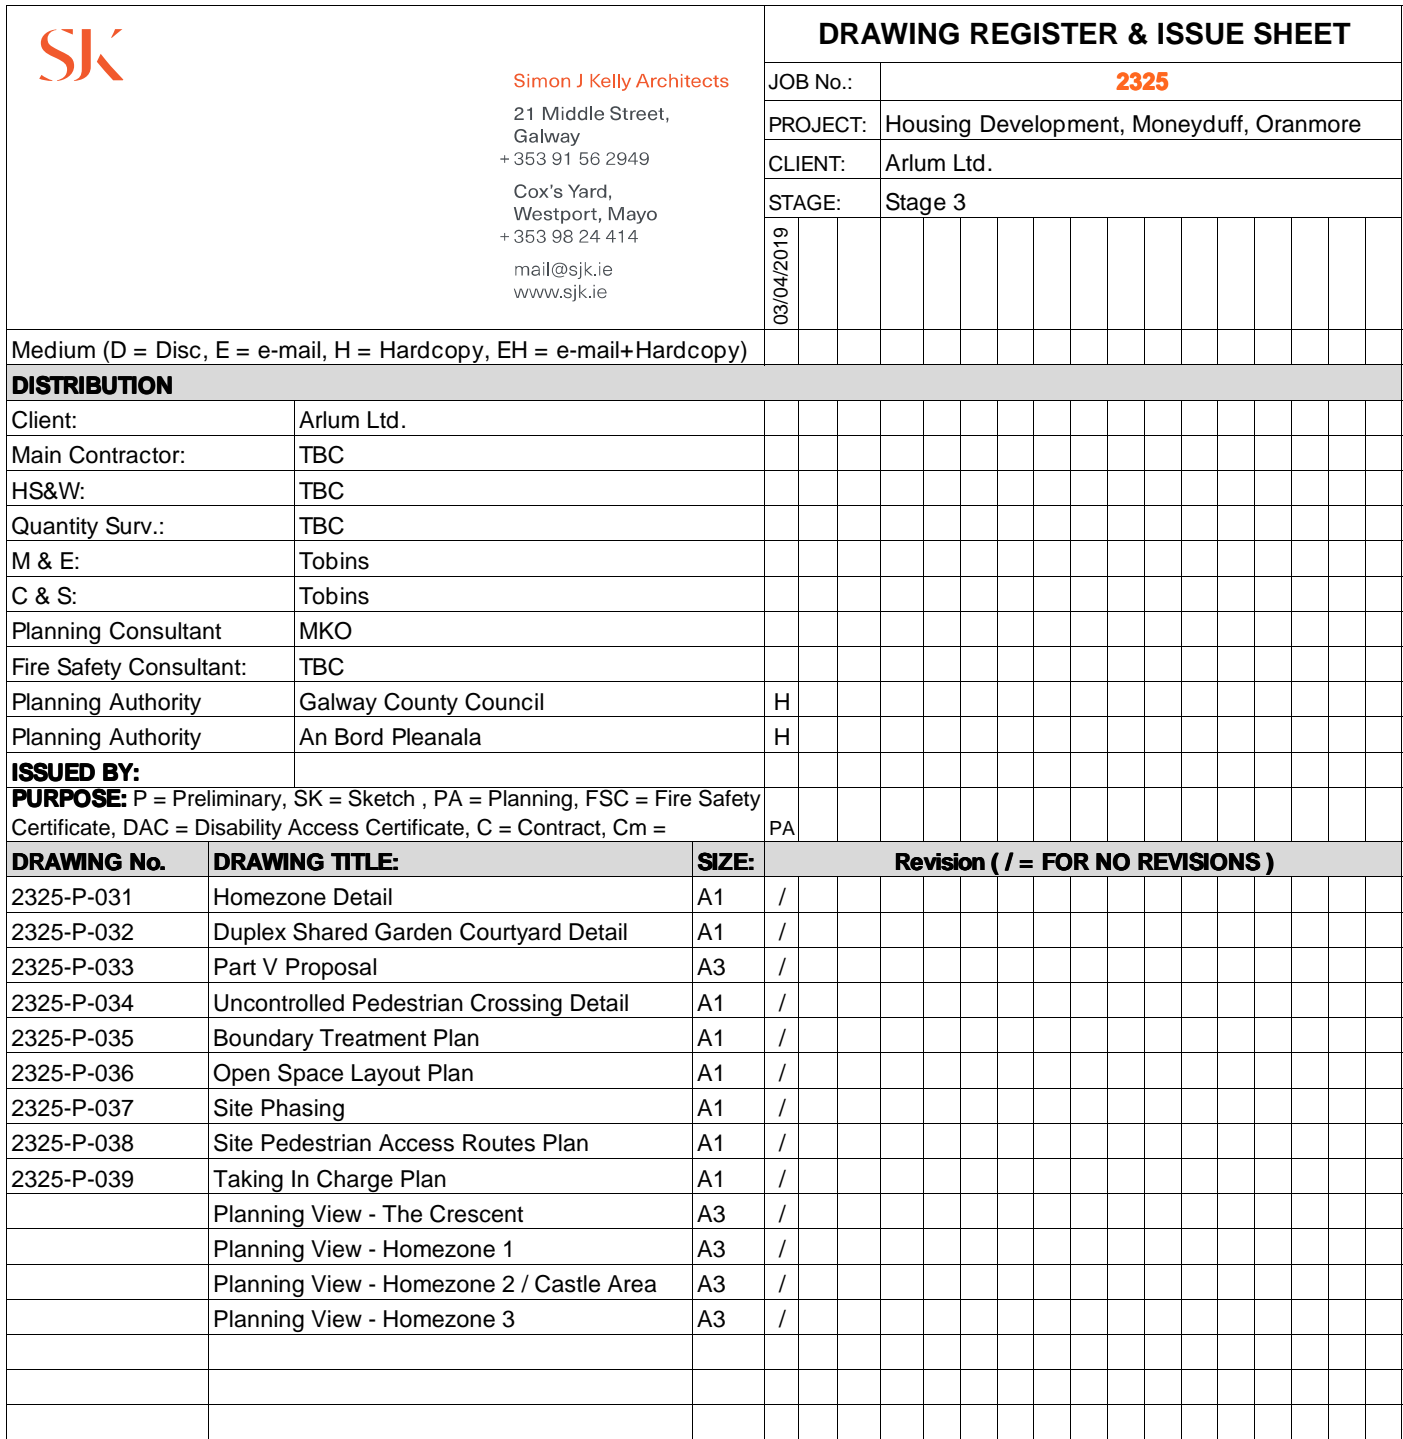 SJK
Simon J Kelly Architects
21 Middle Street,
Galway
+ 353 91 56 2949
Cox's Yard,
Westport, Mayo
+ 353 98 24 414
mail@sjk.ie
www.sjk.ie
DRAWING REGISTER & ISSUE SHEET
JOB No.: 2325
PROJECT: Housing Development, Moneyduff, Oranmore
CLIENT: Arlum Ltd.
STAGE: Stage 3
03/04/2019
Medium (D = Disc, E = e-mail, H = Hardcopy, EH = e-mail+Hardcopy)
DISTRIBUTION
Client: Arlum Ltd.
Main Contractor: TBC
HS&W: TBC
Quantity Surv.: TBC
M & E: Tobins
C & S: Tobins
Planning Consultant MKO
Fire Safety Consultant: TBC
Planning Authority Galway County Council H
Planning Authority An Bord Pleanala H
ISSUED BY:
PURPOSE: P = Preliminary, SK = Sketch , PA = Planning, FSC = Fire Safety
Certificate, DAC = Disability Access Certificate, C = Contract, Cm = PA
DRAWING No. DRAWING TITLE: SIZE: Revision ( / = FOR NO REVISIONS )
2325-P-031 Homezone Detail A1 /
2325-P-032 Duplex Shared Garden Courtyard Detail A1 /
2325-P-033 Part V Proposal A3 /
2325-P-034 Uncontrolled Pedestrian Crossing Detail A1 /
2325-P-035 Boundary Treatment Plan A1 /
2325-P-036 Open Space Layout Plan A1 /
2325-P-037 Site Phasing A1 /
2325-P-038 Site Pedestrian Access Routes Plan A1 /
2325-P-039 Taking In Charge Plan A1 /
Planning View - The Crescent A3 /
Planning View - Homezone 1 A3 /
Planning View - Homezone 2 / Castle Area A3 /
Planning View - Homezone 3 A3 /